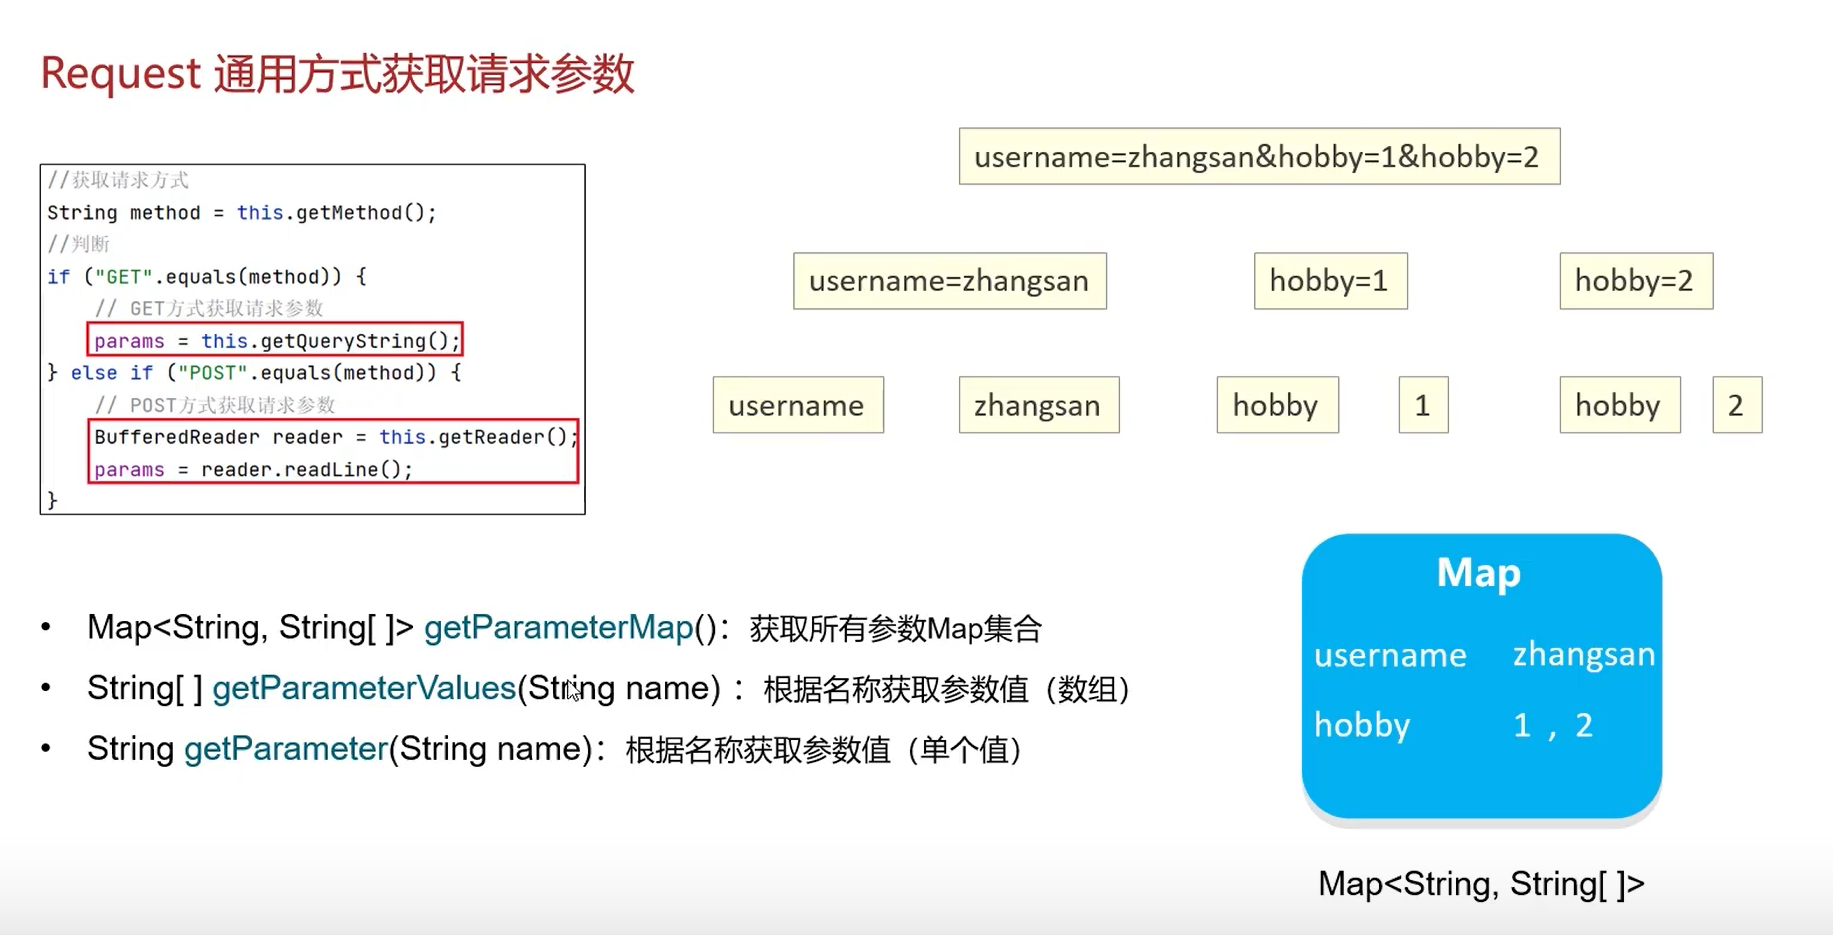 Request 通用方式获取请求参数
//获取请求方式
String method = this.getMethod();
//判断
if ("GET".equals(method)) {
// GET方式获取请求参数
params = this.getQueryString();
} else if ("POST".equals(method)) {
// POST方式获取请求参数
BufferedReader reader = this.getReader();
params = reader.readLine();
}
username=zhangsan&hobby=1&hobby=2
username=zhangsan hobby=1 hobby=2
username zhangsan hobby 1 hobby 2
• Map<String, String[ ]> getParameterMap()：获取所有参数Map集合
• String[ ] getParameterValues(String name) ：根据名称获取参数值（数组）
• String getParameter(String name)：根据名称获取参数值（单个值）
Map
username zhangsan
hobby 1 , 2
Map<String, String[ ]>